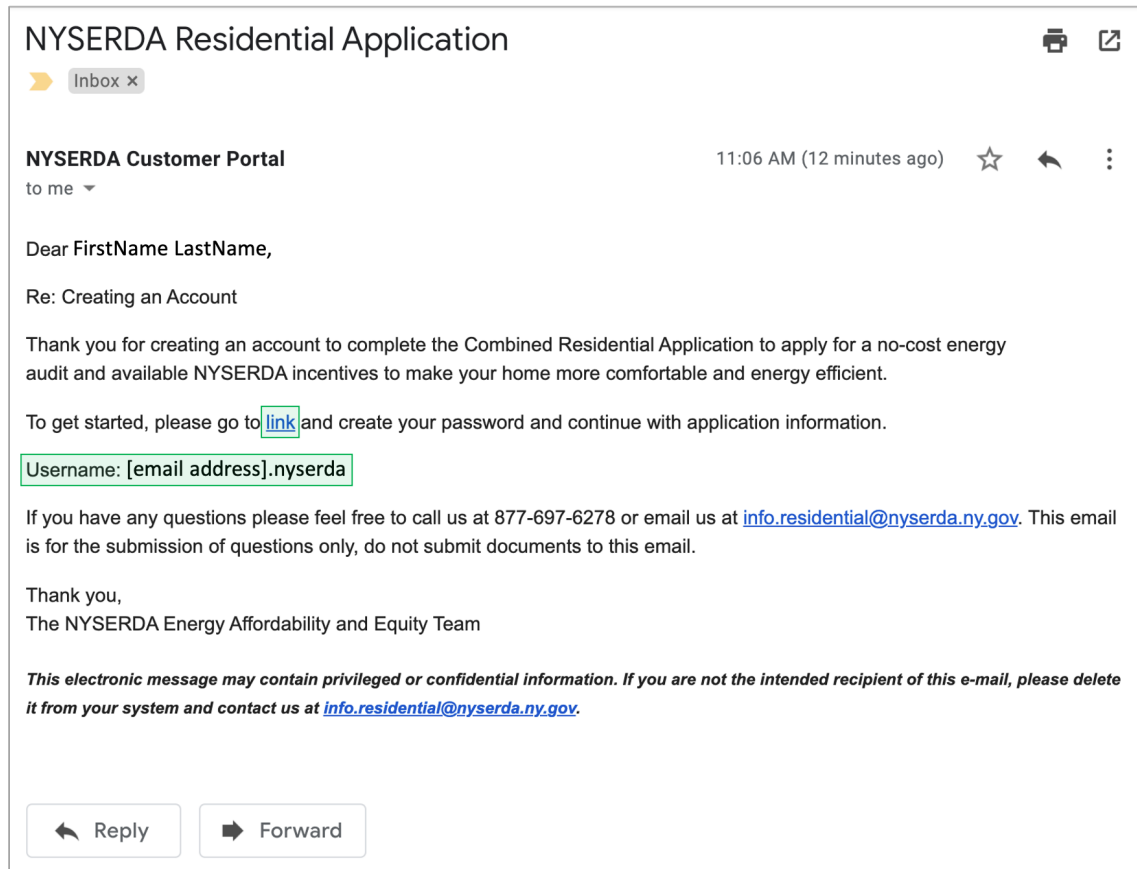 NYSERDA Residential Application
Inbox ×
NYSERDA Customer Portal 11:06 AM (12 minutes ago)
to me
Dear FirstName LastName,
Re: Creating an Account
Thank you for creating an account to complete the Combined Residential Application to apply for a no-cost energy
audit and available NYSERDA incentives to make your home more comfortable and energy efficient.
To get started, please go to link and create your password and continue with application information.
Username: [email address].nyserda
If you have any questions please feel free to call us at 877-697-6278 or email us at info.residential@nyserda.ny.gov. This email
is for the submission of questions only, do not submit documents to this email.
Thank you,
The NYSERDA Energy Affordability and Equity Team
This electronic message may contain privileged or confidential information. If you are not the intended recipient of this e-mail, please delete
it from your system and contact us at info.residential@nyserda.ny.gov.
Reply Forward